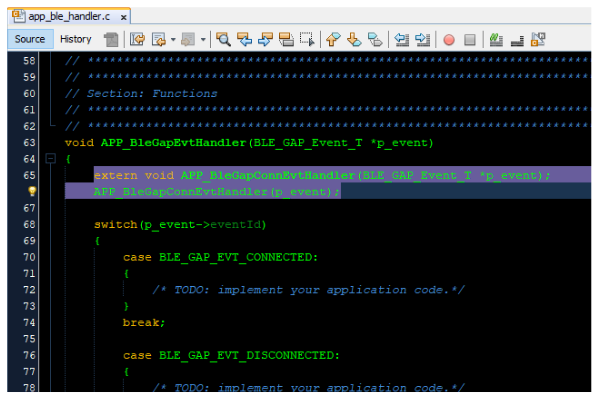 app_ble_handler.c x
Source History
58 // ******************************************************************************
59 // ******************************************************************************
60 // Section: Functions
61 // ******************************************************************************
62 // ******************************************************************************
63 void APP_BleGapEvtHandler(BLE_GAP_Event_T *p_event)
64 {
65 extern void APP_BleGapConnEvtHandler(BLE_GAP_Event_T *p_event);
APP_BleGapConnEvtHandler(p_event);
67
68 switch(p_event->eventId)
69 {
70 case BLE_GAP_EVT_CONNECTED:
71 {
72 /* TODO: implement your application code.*/
73 }
74 break;
75
76 case BLE_GAP_EVT_DISCONNECTED:
77 {
78 /* TODO: implement your application code.*/